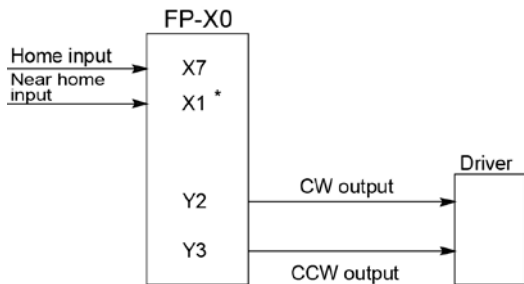 FP-X0
Home input
X7
Near home
input
X1 *
Driver
Y2
CW output
Y3
CCW output